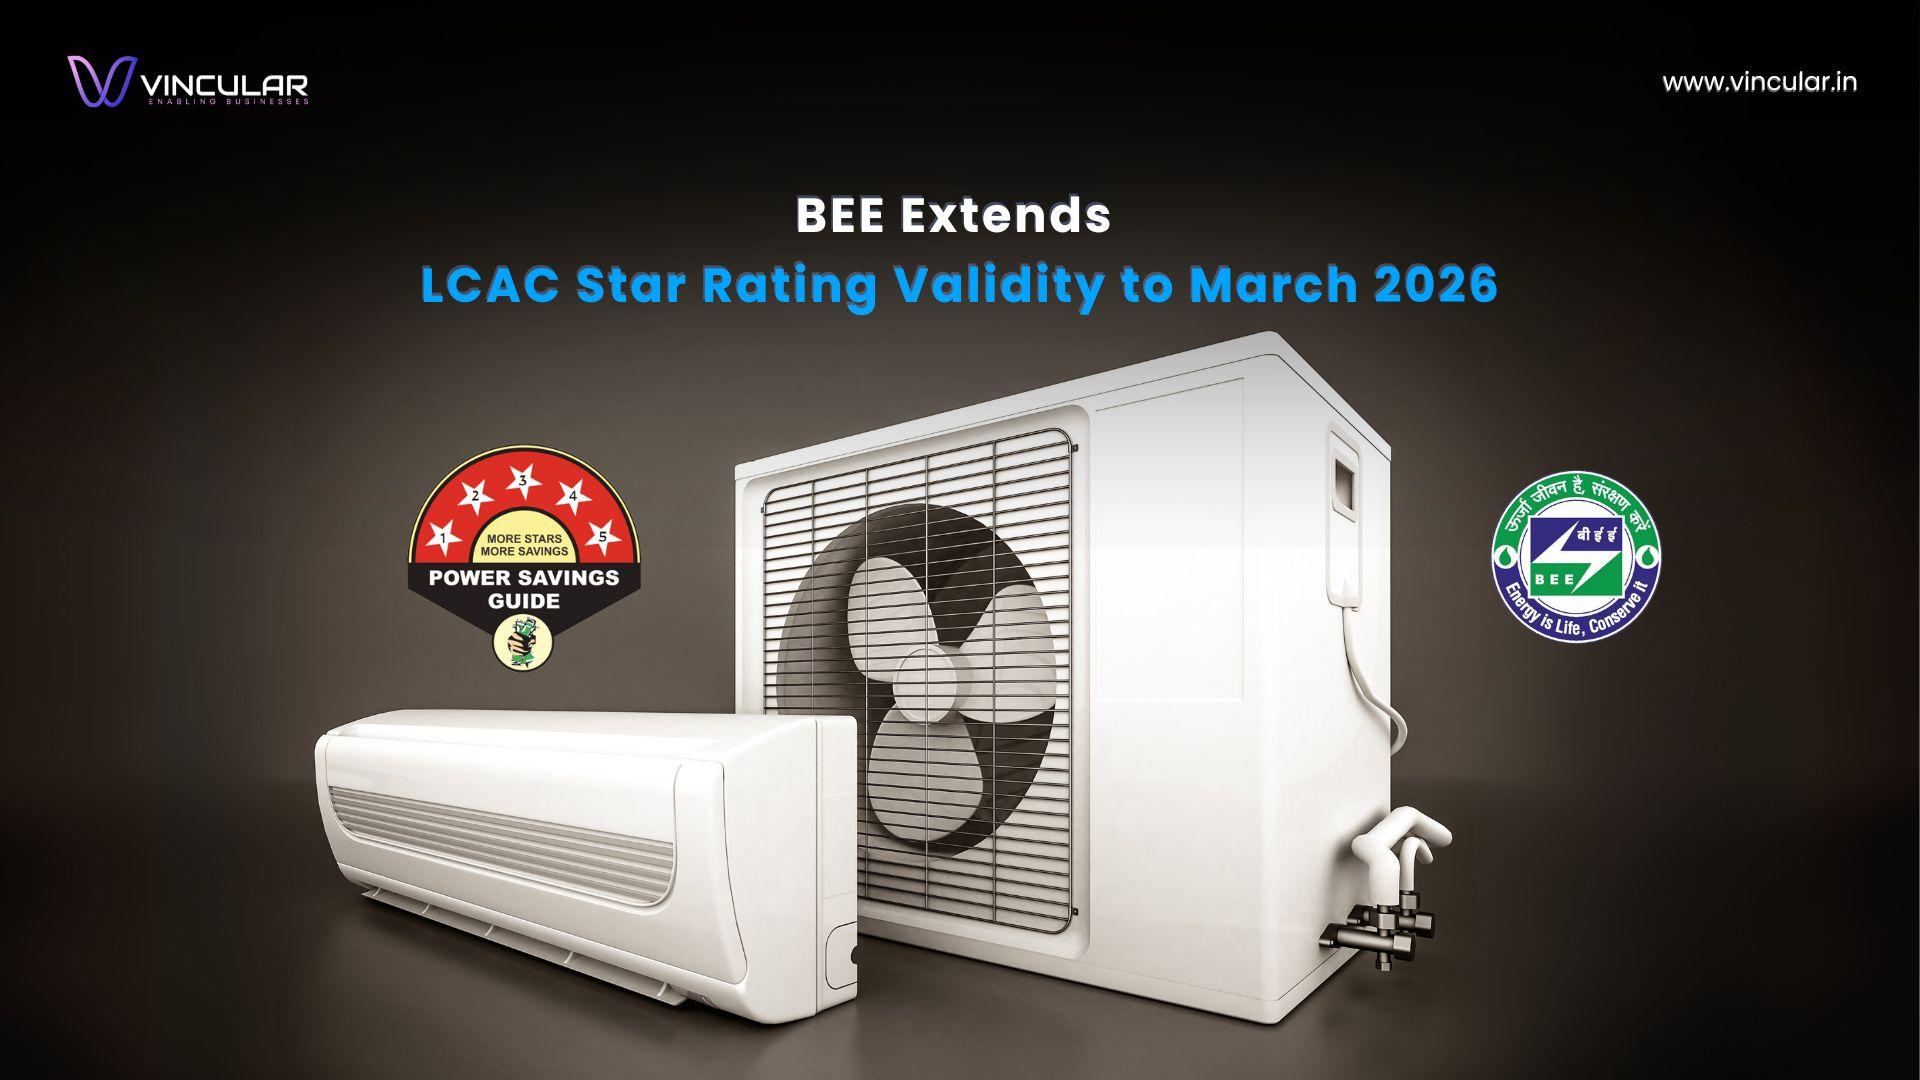 VINCULAR
ENABLING BUSINESSES
www.vincular.in
BEE Extends
LCAC Star Rating Validity to March 2026
1
2
3
4
5
MORE STARS
MORE SAVINGS
POWER SAVINGS
GUIDE
ऊर्जा जीवन है, संरक्षण करें
बी ई ई
BEE
Energy is Life, Conserve it